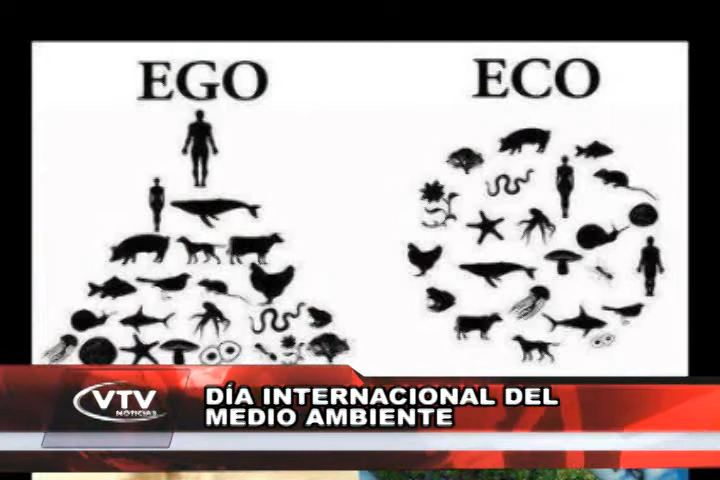 EGO
ECO
VTV
NOTICIAS
DÍA INTERNACIONAL DEL
MEDIO AMBIENTE